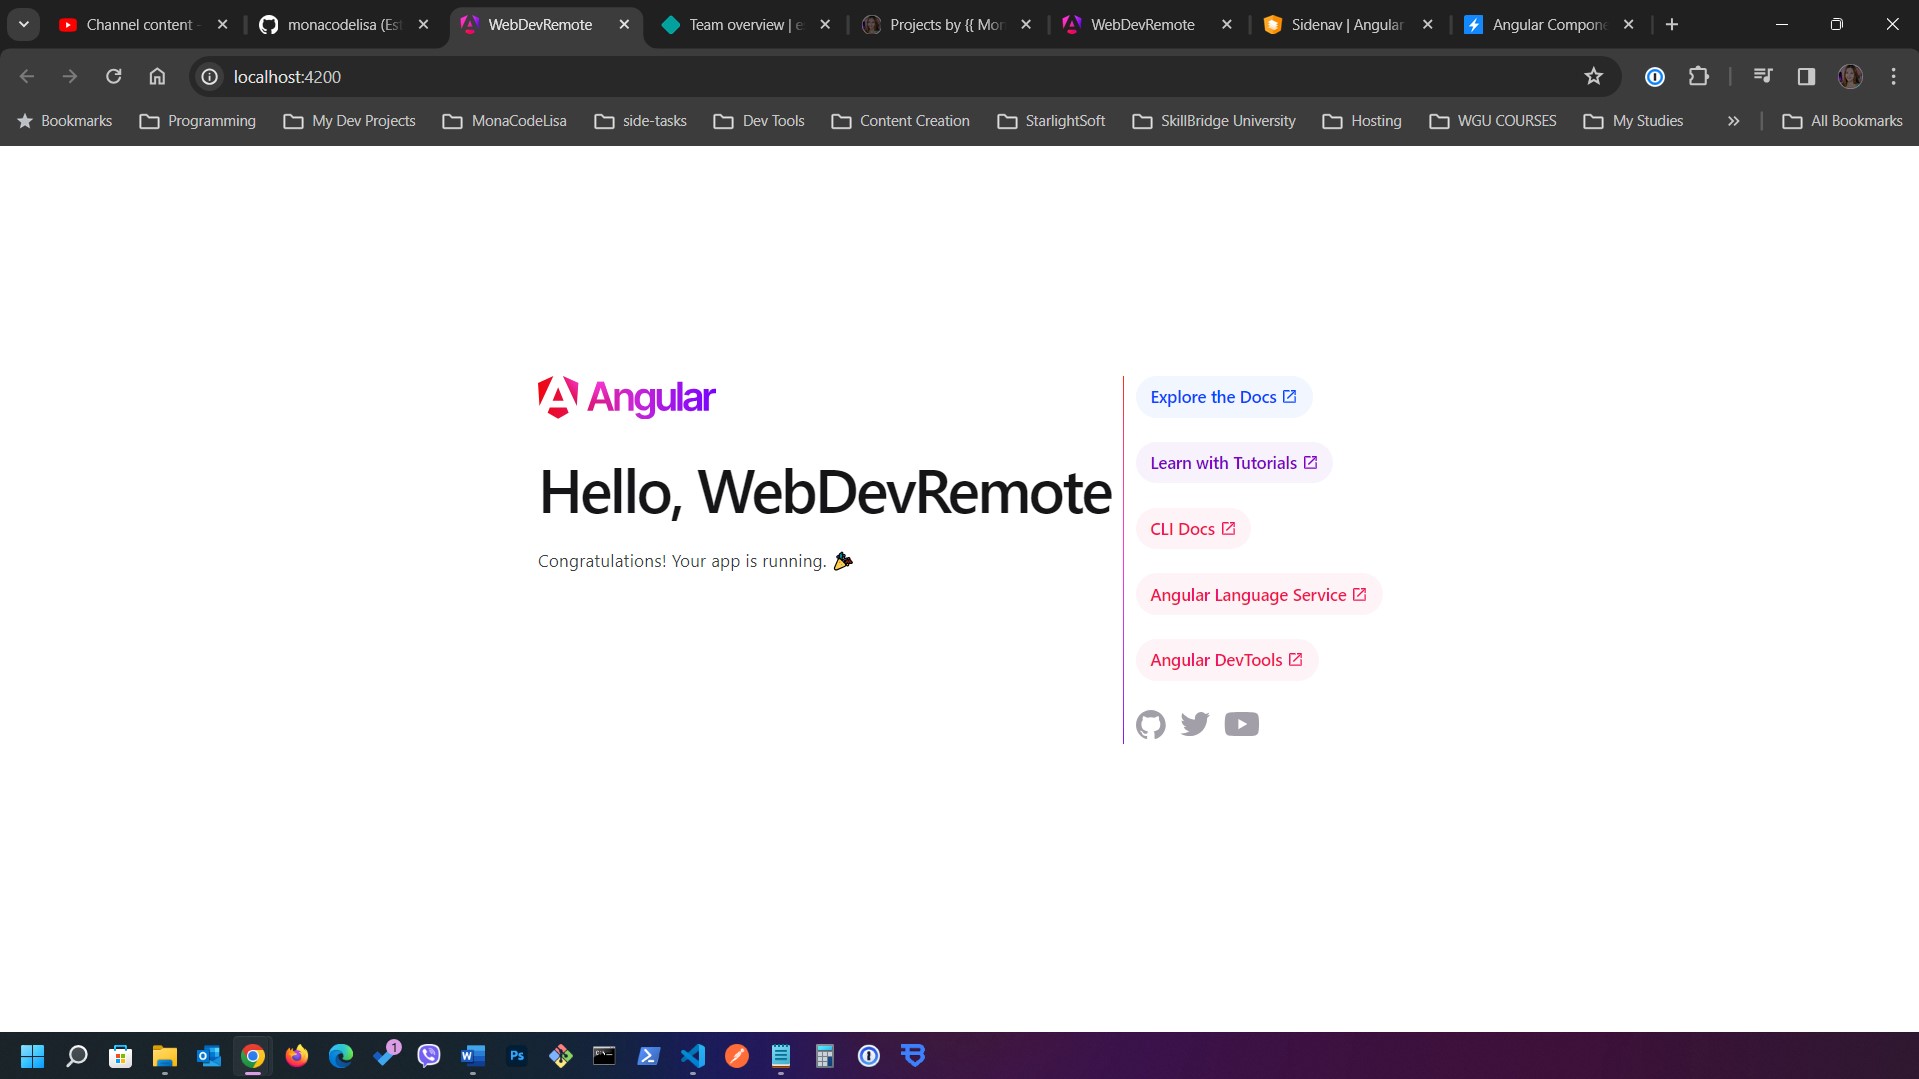 Channel content -
monacodelisa (Est
WebDevRemote
Team overview | e
Projects by {{ Mon
WebDevRemote
Sidenav | Angular
Angular Compone
localhost:4200
Bookmarks
Programming
My Dev Projects
MonaCodeLisa
side-tasks
Dev Tools
Content Creation
StarlightSoft
SkillBridge University
Hosting
WGU COURSES
My Studies
All Bookmarks
Angular
Hello, WebDevRemote
Congratulations! Your app is running. 🎉
Explore the Docs
Learn with Tutorials
CLI Docs
Angular Language Service
Angular DevTools
1
Ps